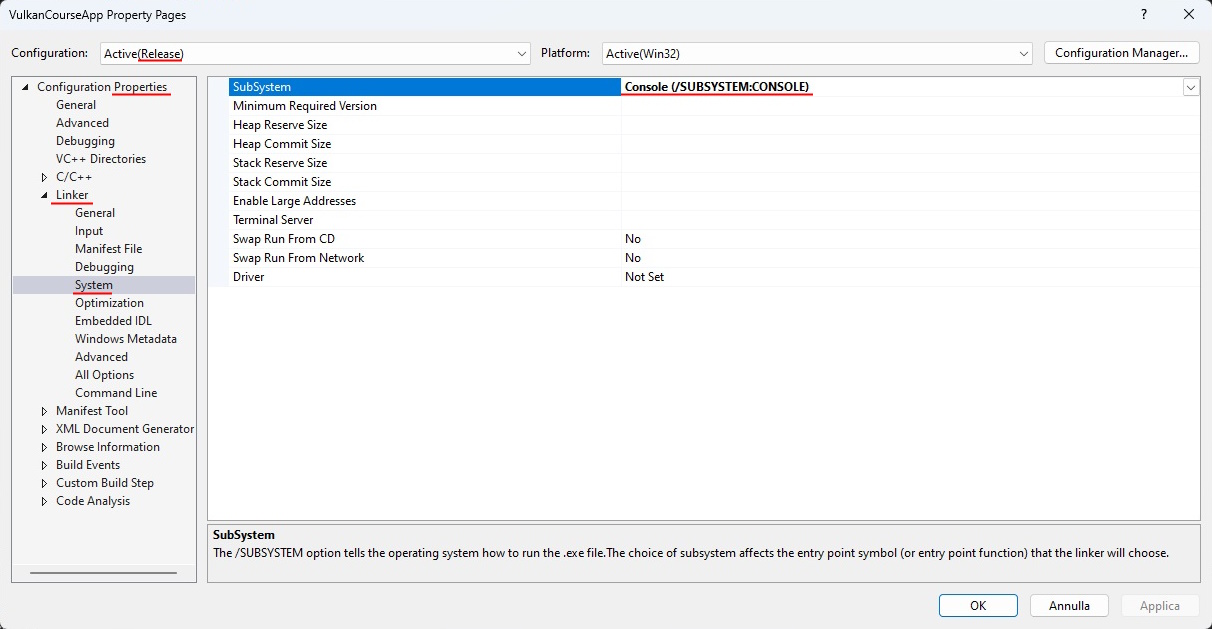 VulkanCourseApp Property Pages
?
Configuration: Active(Release) Platform: Active(Win32) Configuration Manager...
Configuration Properties
General
Advanced
Debugging
VC++ Directories
C/C++
Linker
General
Input
Manifest File
Debugging
System
Optimization
Embedded IDL
Windows Metadata
Advanced
All Options
Command Line
Manifest Tool
XML Document Generator
Browse Information
Build Events
Custom Build Step
Code Analysis
SubSystem Console (/SUBSYSTEM:CONSOLE)
Minimum Required Version
Heap Reserve Size
Heap Commit Size
Stack Reserve Size
Stack Commit Size
Enable Large Addresses
Terminal Server
Swap Run From CD No
Swap Run From Network No
Driver Not Set
SubSystem
The /SUBSYSTEM option tells the operating system how to run the .exe file.The choice of subsystem affects the entry point symbol (or entry point function) that the linker will choose.
OK Annulla Applica